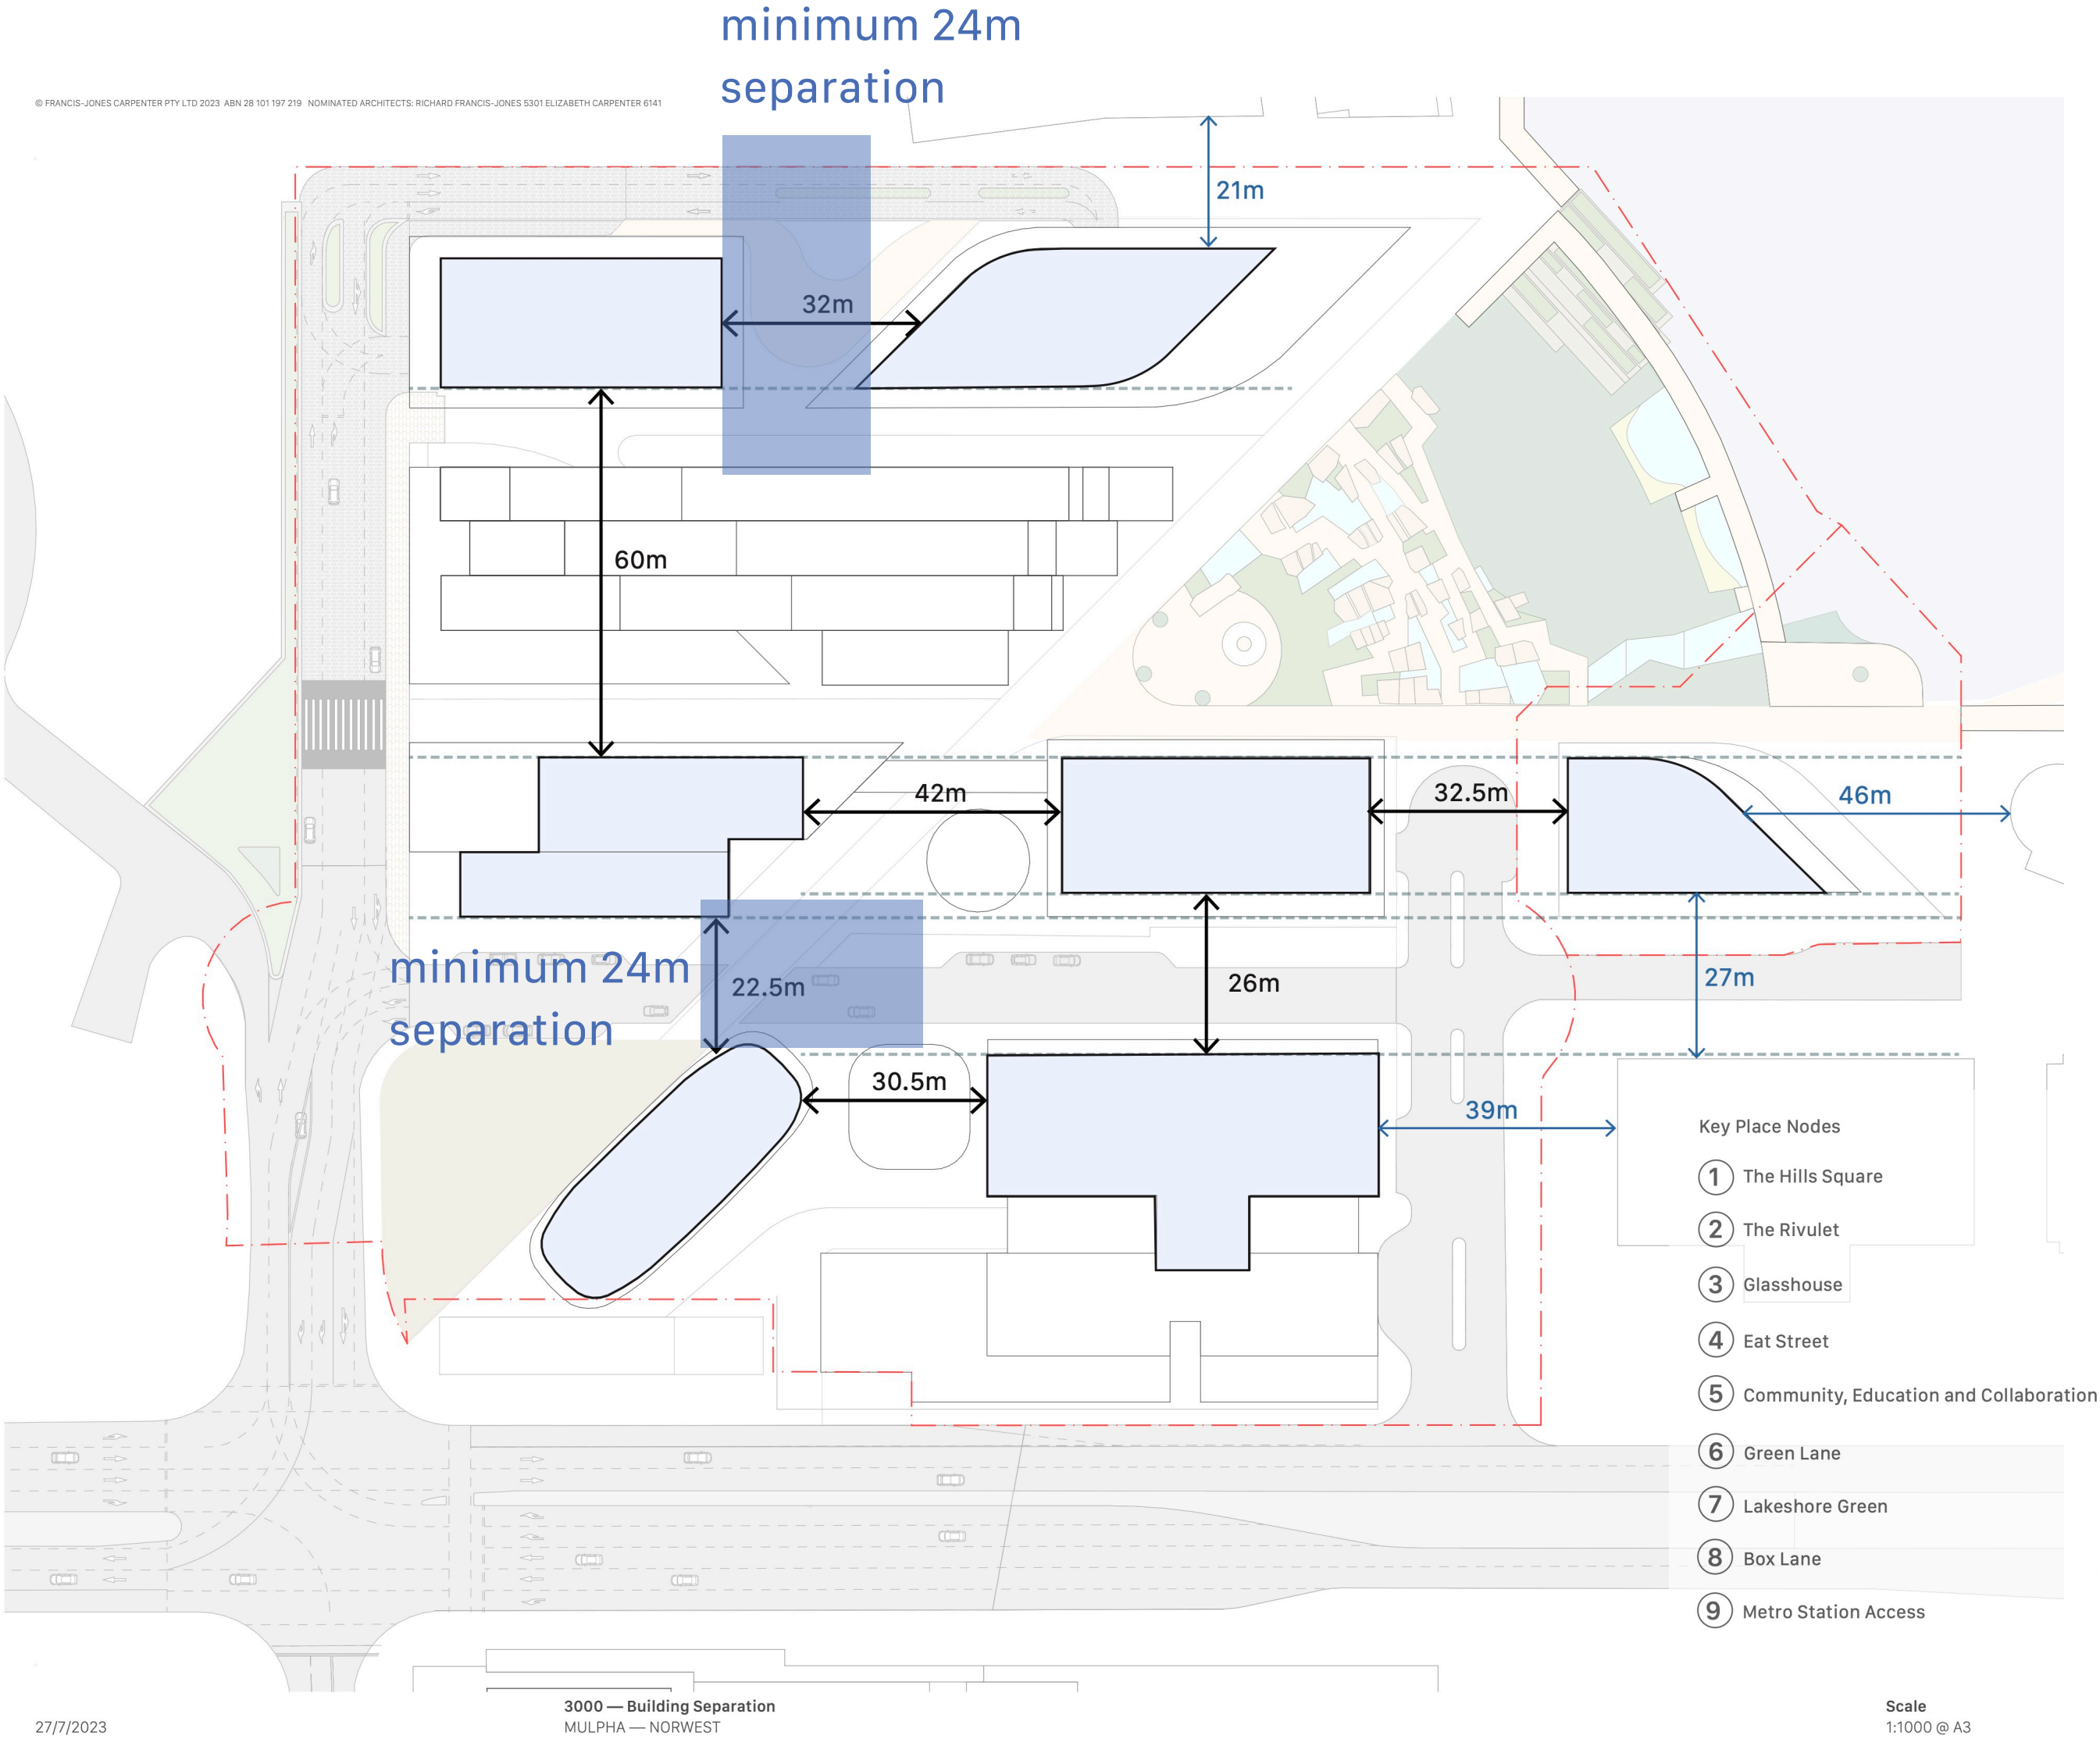 minimum 24m
separation
© FRANCIS-JONES CARPENTER PTY LTD 2023 ABN 28 101 197 219 NOMINATED ARCHITECTS: RICHARD FRANCIS-JONES 5301 ELIZABETH CARPENTER 6141
21m
32m
60m
42m
32.5m
46m
minimum 24m
separation
22.5m
26m
27m
30.5m
39m
Key Place Nodes
1 The Hills Square
2 The Rivulet
3 Glasshouse
4 Eat Street
5 Community, Education and Collaboration
6 Green Lane
7 Lakeshore Green
8 Box Lane
9 Metro Station Access
27/7/2023
3000 — Building Separation
MULPHA — NORWEST
Scale
1:1000 @ A3